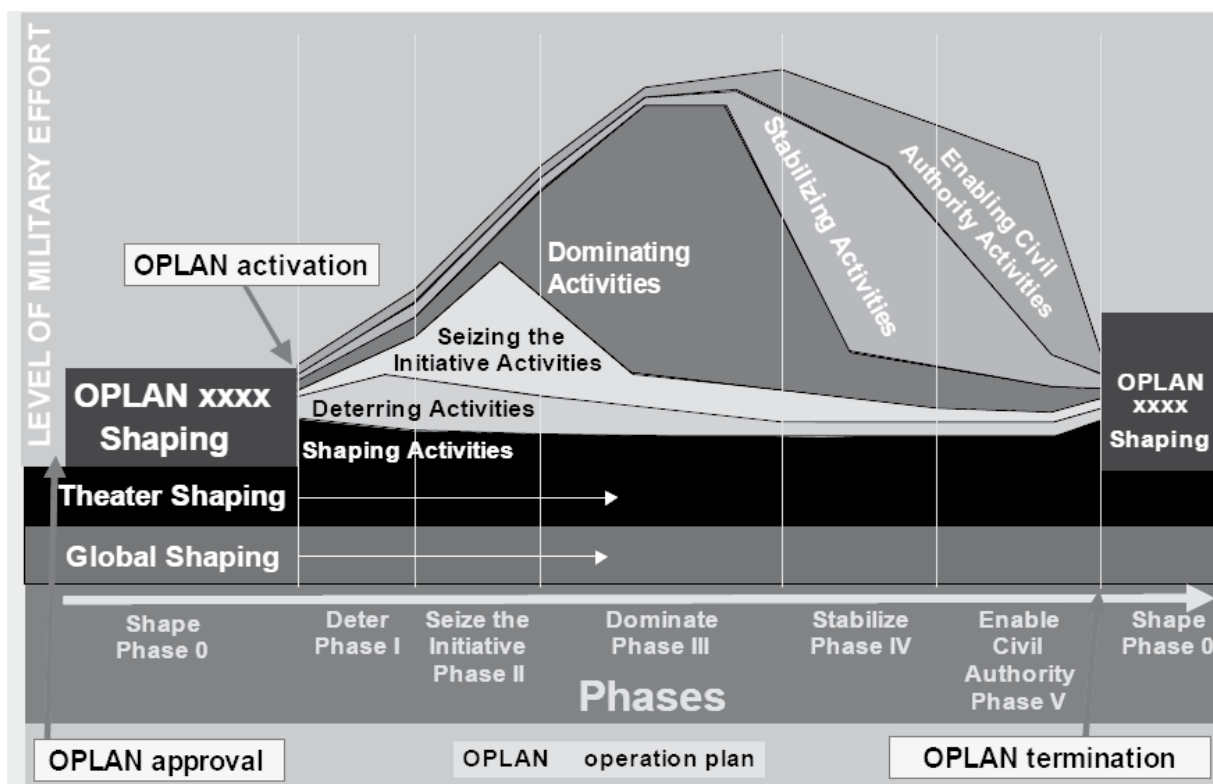 LEVEL OF MILITARY EFFORT
OPLAN activation
OPLAN xxxx
Shaping
Dominating
Activities
Stabilizing Activities
Enabling Civil
Authority Activities
Seizing the
Initiative Activities
Deterring Activities
Shaping Activities
OPLAN
xxxx
Shaping
Theater Shaping
Global Shaping
Shape
Phase 0
Deter
Phase I
Seize the
Initiative
Phase II
Dominate
Phase III
Stabilize
Phase IV
Enable
Civil
Authority
Phase V
Shape
Phase 0
Phases
OPLAN approval
OPLAN operation plan
OPLAN termination